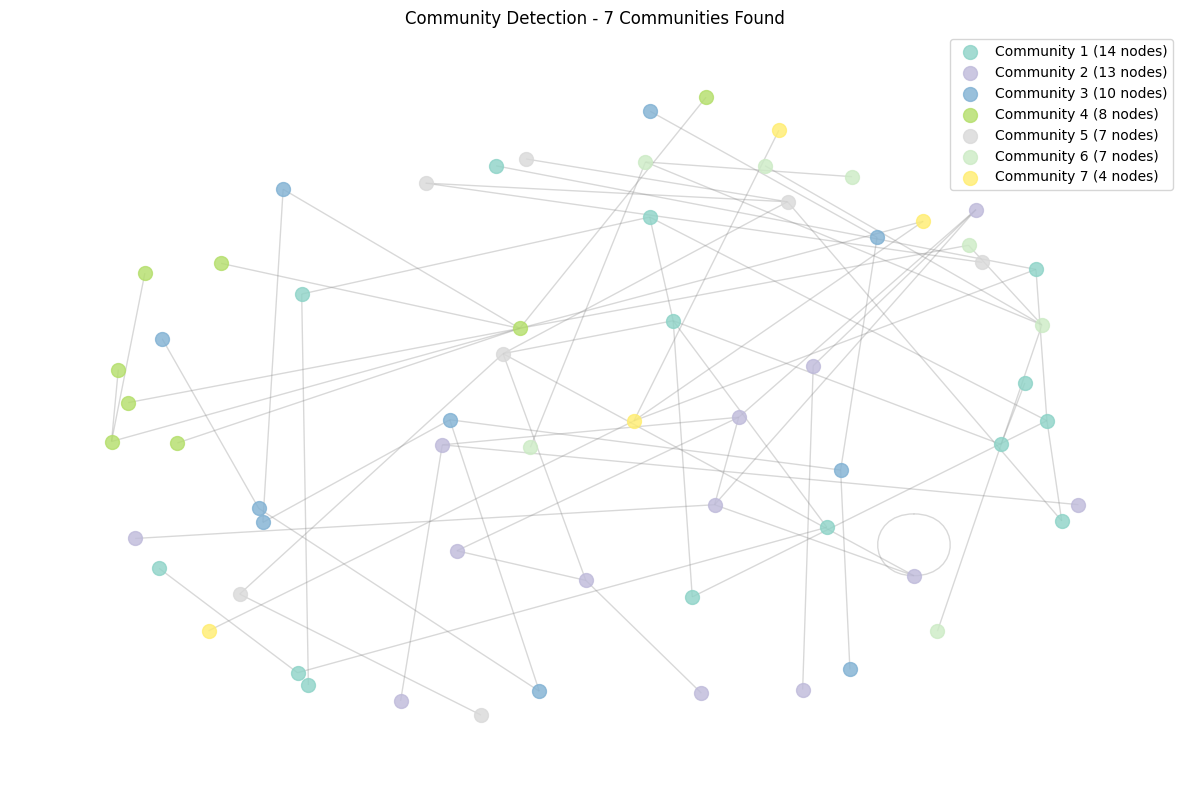 Community Detection - 7 Communities Found
Community 1 (14 nodes)
Community 2 (13 nodes)
Community 3 (10 nodes)
Community 4 (8 nodes)
Community 5 (7 nodes)
Community 6 (7 nodes)
Community 7 (4 nodes)